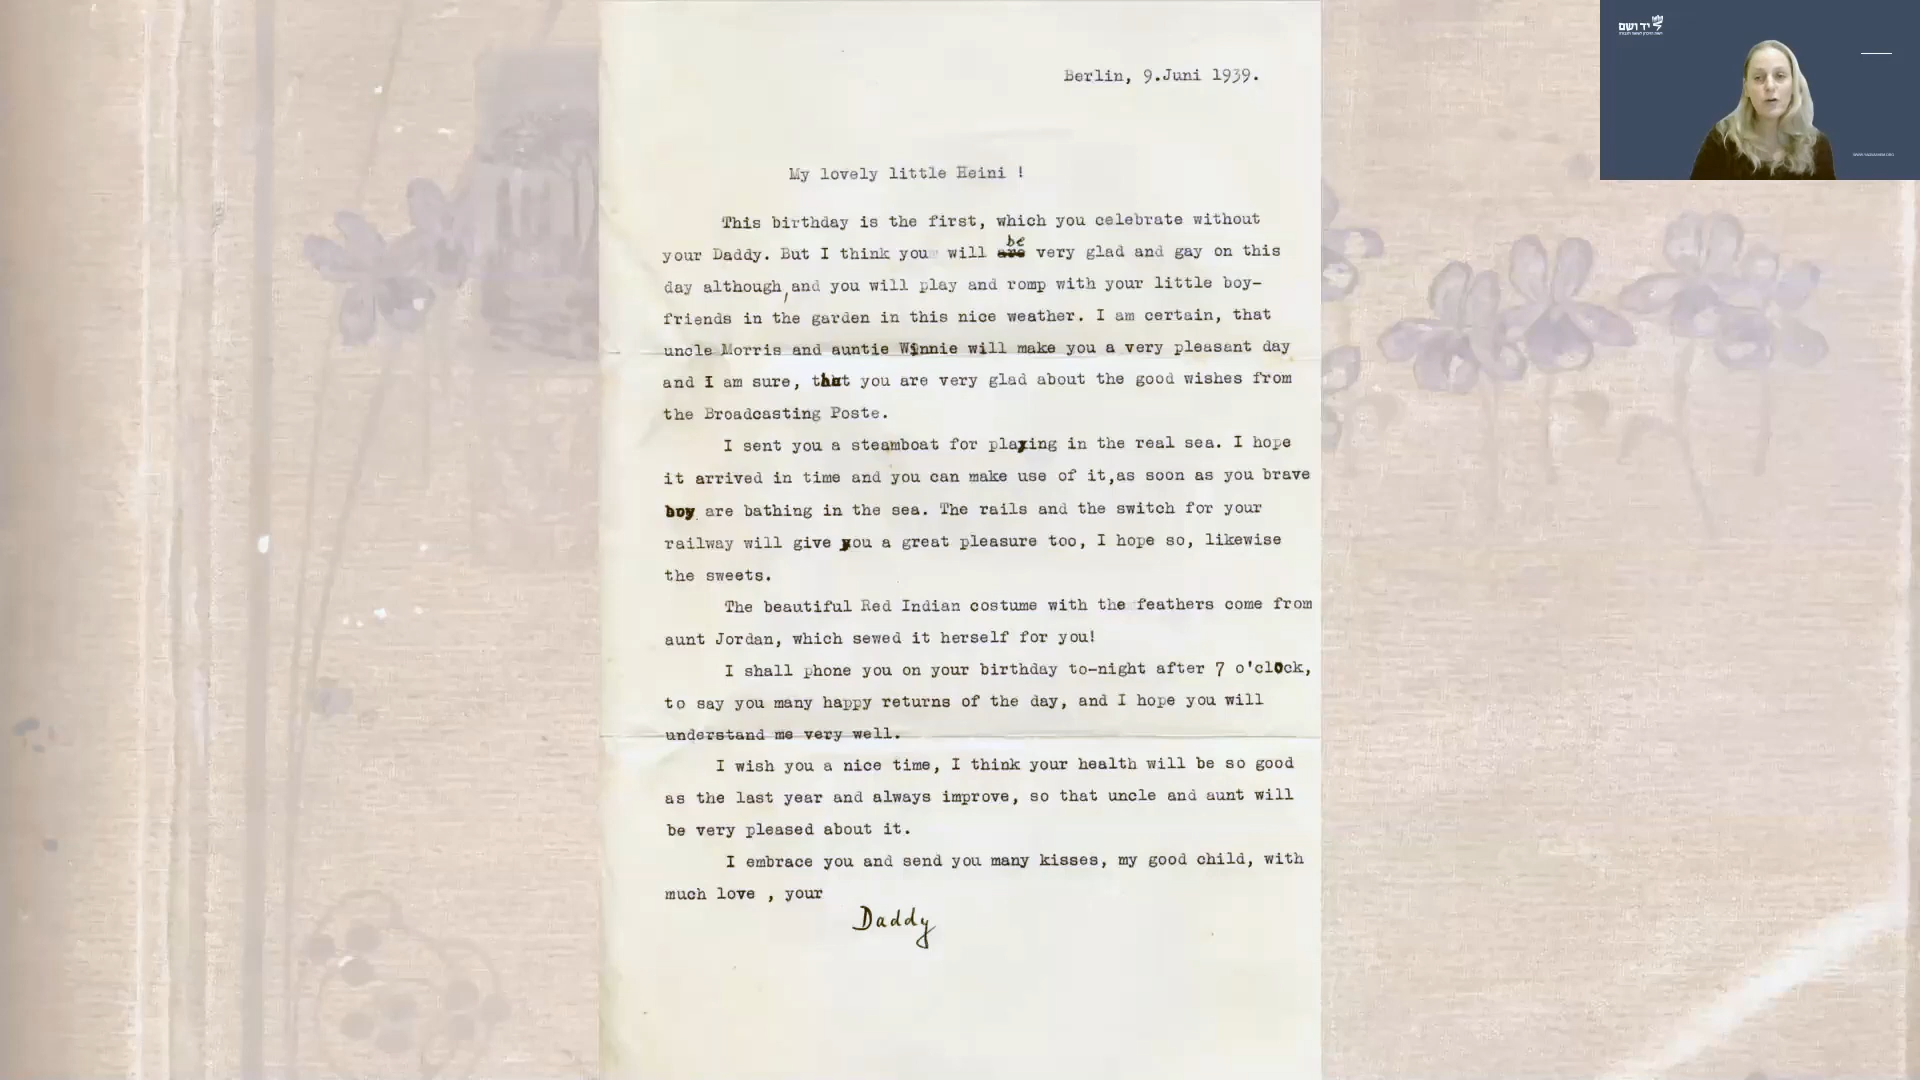 Berlin, 9.Juni 1939.
My lovely little Heini !
This birthday is the first, which you celebrate without
your Daddy. But I think you will are be very glad and gay on this
day although, and you will play and romp with your little boy-
friends in the garden in this nice weather. I am certain, that
uncle Morris and auntie Winnie will make you a very pleasant day
and I am sure, that you are very glad about the good wishes from
the Broadcasting Poste.
I sent you a steamboat for playing in the real sea. I hope
it arrived in time and you can make use of it,as soon as you brave
boy are bathing in the sea. The rails and the switch for your
railway will give you a great pleasure too, I hope so, likewise
the sweets.
The beautiful Red Indian costume with the feathers come from
aunt Jordan, which sewed it herself for you!
I shall phone you on your birthday to-night after 7 o'clock,
to say you many happy returns of the day, and I hope you will
understand me very well.
I wish you a nice time, I think your health will be so good
as the last year and always improve, so that uncle and aunt will
be very pleased about it.
I embrace you and send you many kisses, my good child, with
much love , your
Daddy
יד ושם